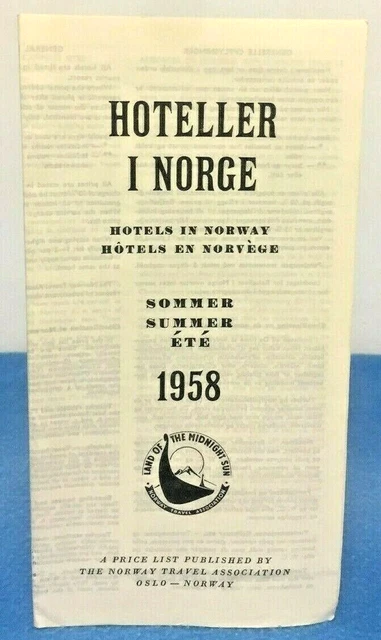 HOTELLER
I NORGE
HOTELS IN NORWAY
HÔTELS EN NORVÈGE
SOMMER
SUMMER
ÉTÉ
1958
LAND OF THE MIDNIGHT SUN
NORWAY TRAVEL ASSOCIATION
A PRICE LIST PUBLISHED BY
THE NORWAY TRAVEL ASSOCIATION
OSLO — NORWAY